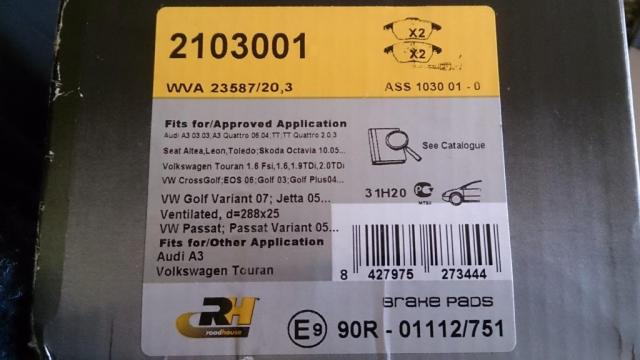 2103001
X2
X2
WVA 23587/20,3
ASS 1030 01 - 0
Fits for/Approved Application
Audi A3 03.03;A3 Quattro 06.04;TT;TT Quattro 2.0,3
Seat Altea,Leon,Toledo;Skoda Octavia 10.05...
Volkswagen Touran 1.6 Fsi,1.6,1.9TDi,2.0TDi
VW CrossGolf;EOS 06;Golf 03;Golf Plus04...
VW Golf Variant 07; Jetta 05...
Ventilated, d=288x25
VW Passat; Passat Variant 05...
Fits for/Other Application
Audi A3
Volkswagen Touran
See Catalogue
31H20
8 427975 273444
RH
roadhouse
Brake Pads
E9 90R - 01112/751